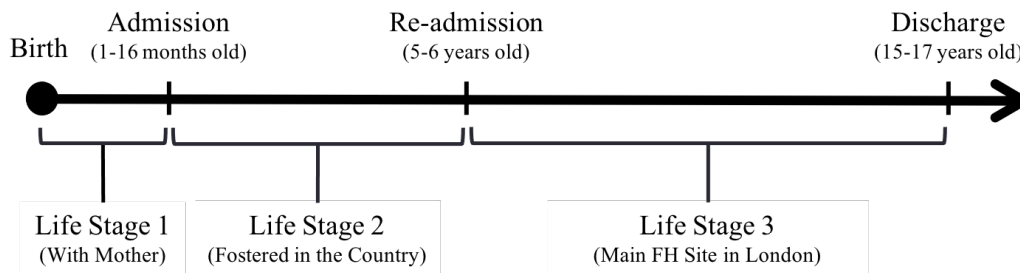 Birth
Admission
(1-16 months old)
Re-admission
(5-6 years old)
Discharge
(15-17 years old)
Life Stage 1
(With Mother)
Life Stage 2
(Fostered in the Country)
Life Stage 3
(Main FH Site in London)